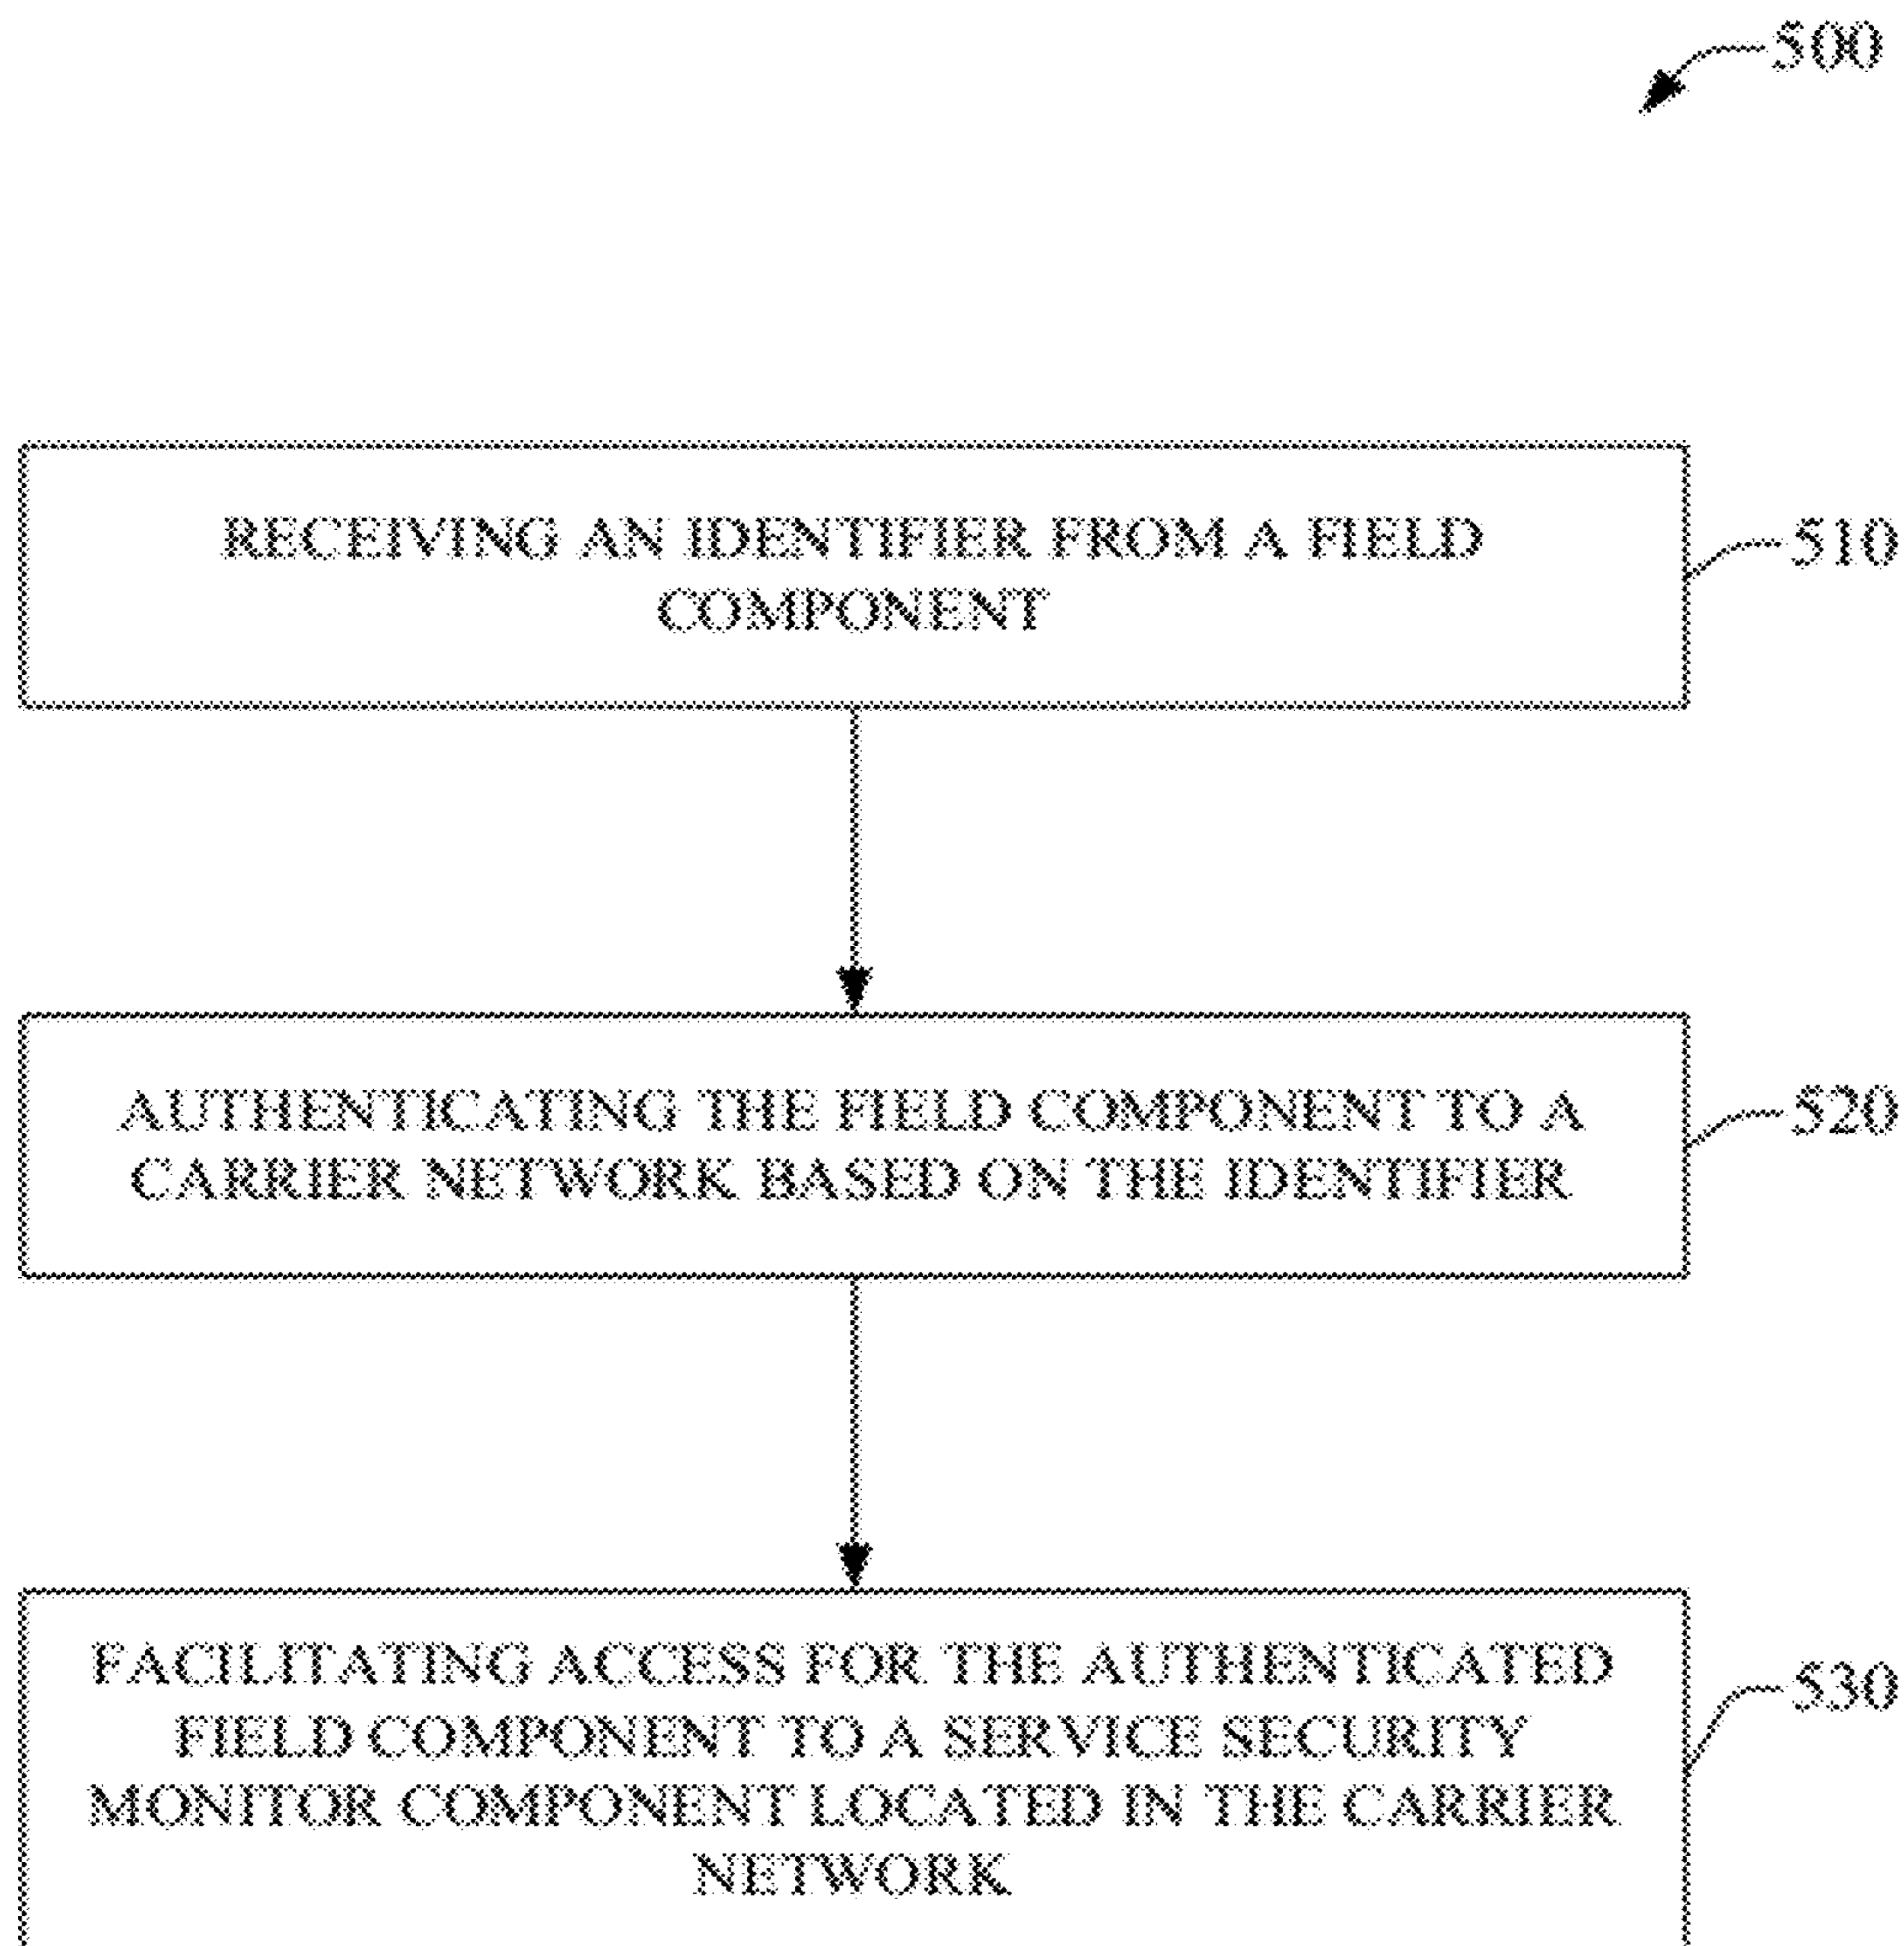 500
RECEIVING AN IDENTIFIER FROM A FIELD
COMPONENT
510
AUTHENTICATING THE FIELD COMPONENT TO A
CARRIER NETWORK BASED ON THE IDENTIFIER
520
FACILITATING ACCESS FOR THE AUTHENTICATED
FIELD COMPONENT TO A SERVICE SECURITY
MONITOR COMPONENT LOCATED IN THE CARRIER
NETWORK
530